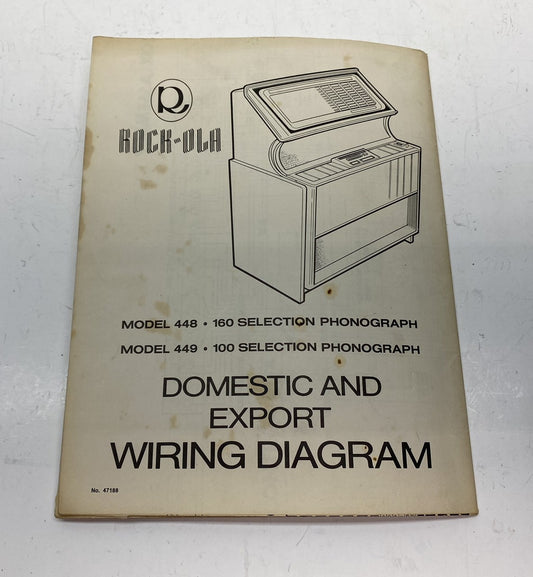 R
ROCK-OLA
MODEL 448 • 160 SELECTION PHONOGRAPH
MODEL 449 • 100 SELECTION PHONOGRAPH
DOMESTIC AND
EXPORT
WIRING DIAGRAM
No. 47188